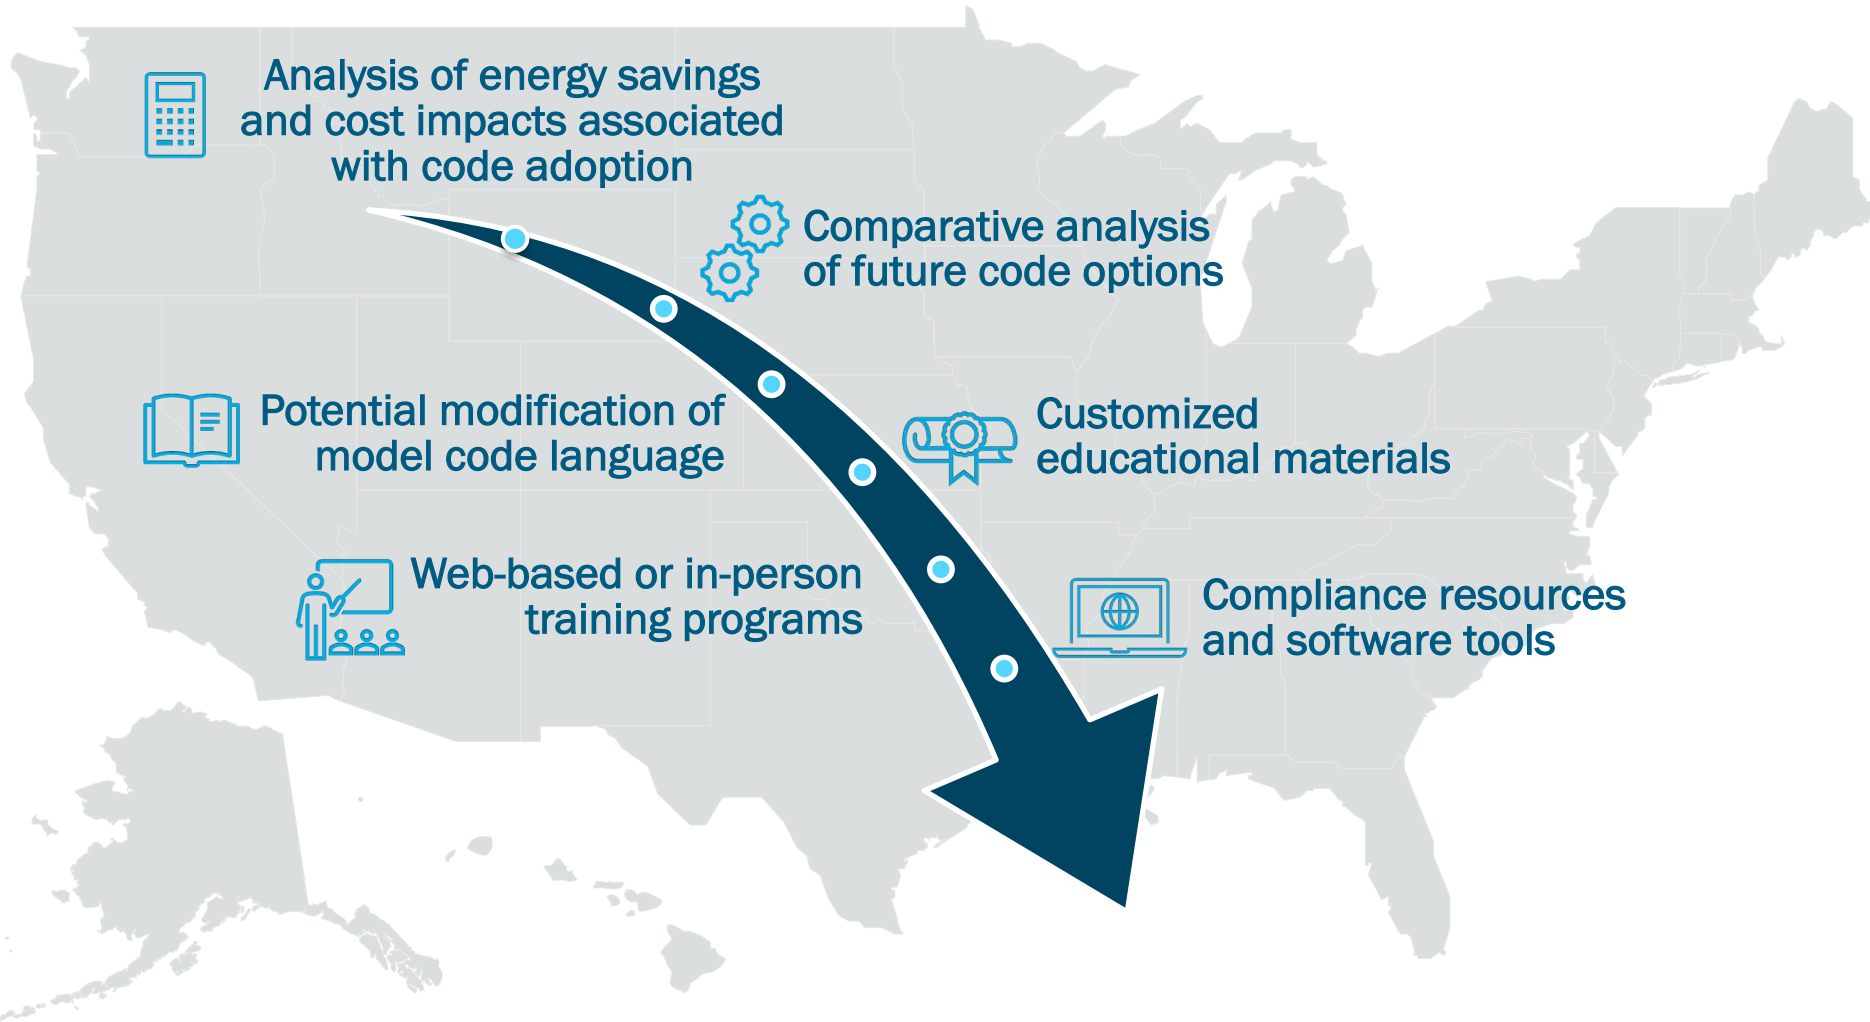 Analysis of energy savings
and cost impacts associated
with code adoption
Comparative analysis
of future code options
Potential modification of
model code language
Customized
educational materials
Web-based or in-person
training programs
Compliance resources
and software tools